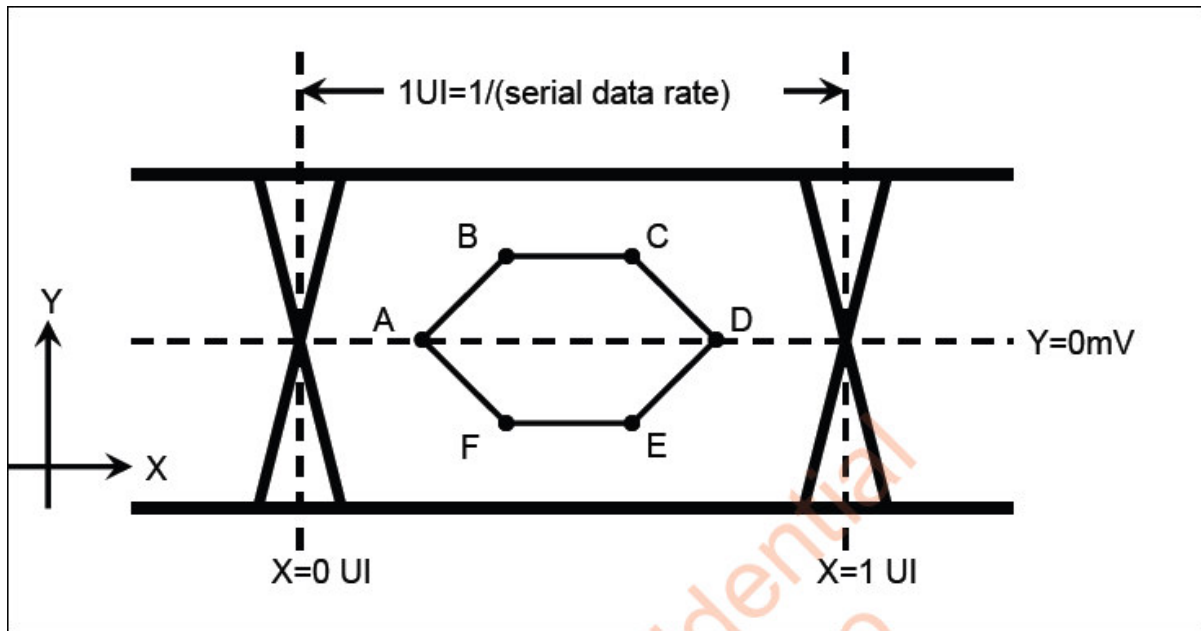 1UI=1/(serial data rate)
B
C
Y
A
D
Y=0mV
F
E
X
X=0 UI
X=1 UI